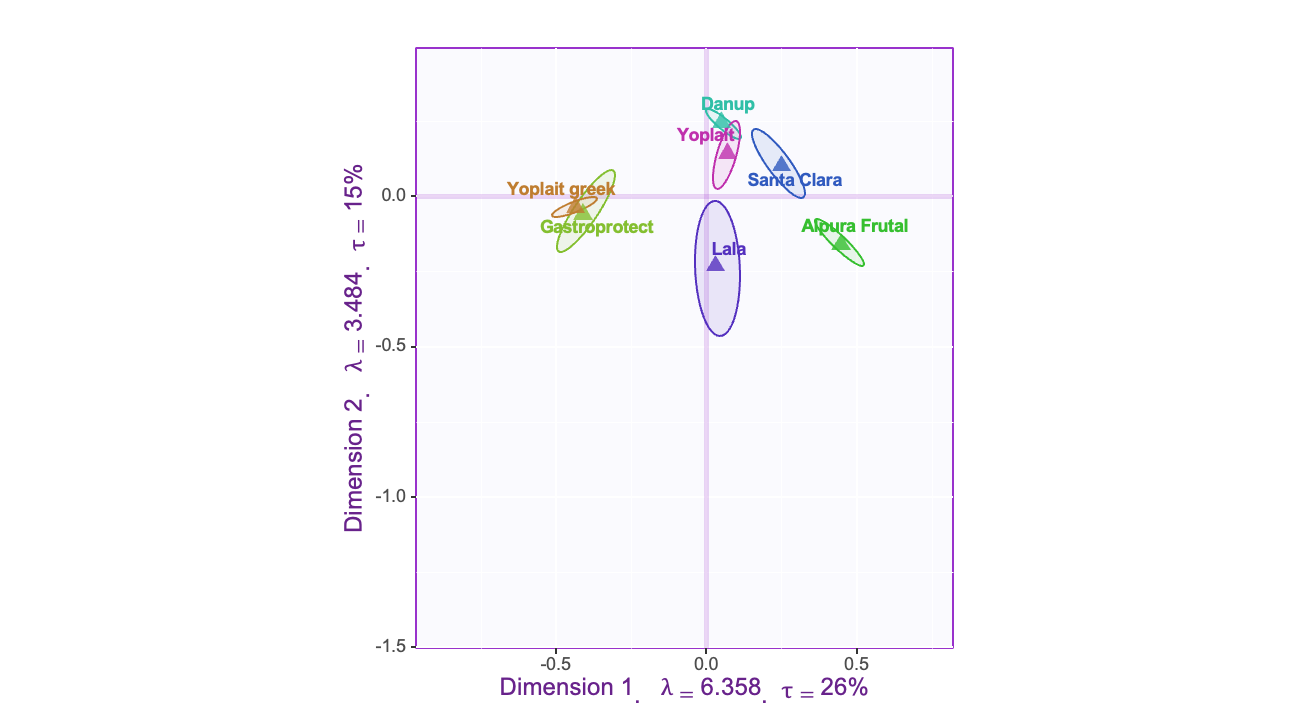 Danup
Yoplait
Santa Clara
Yoplait greek
Gastroprotect
Alpura Frutal
Lala
0.0
-0.5
-1.0
-1.5
-0.5
0.0
0.5
Dimension 1. λ = 6.358. τ = 26%
Dimension 2. λ = 3.484. τ = 15%